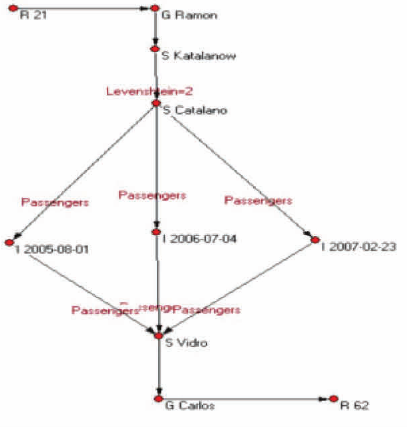 R 21
G Ramon
S Katalanow
Levenshtein=2
S Catalano
Passengers
Passengers
Passengers
I 2005-08-01
I 2006-07-04
I 2007-02-23
Passengers
Passengers
S Vidro
G Carlos
R 62